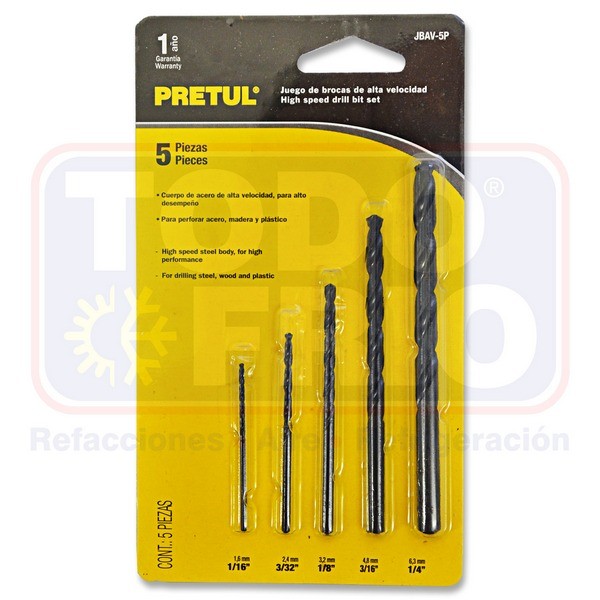 JBAV-5P
1 año
Garantía
Warranty
PRETUL®
Juego de brocas de alta velocidad
High speed drill bit set
5 Piezas
Pieces
• Cuerpo de acero de alta velocidad, para alto
desempeño
• Para perforar acero, madera y plástico
- High speed steel body, for high
performance
- For drilling steel, wood and plastic
TODO
FRIO
®
Refacciones Aire Refrigeración
CONT.: 5 PIEZAS
1,6 mm 2,4 mm 3,2 mm 4,8 mm 6,3 mm
1/16" 3/32" 1/8" 3/16" 1/4"